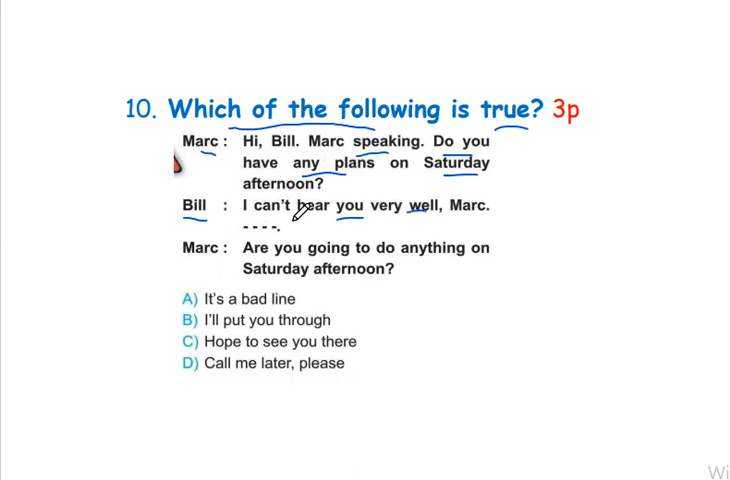 10. Which of the following is true? 3p
Marc : Hi, Bill. Marc speaking. Do you
have any plans on Saturday
afternoon?
Bill : I can't hear you very well, Marc.
- - - -.
Marc : Are you going to do anything on
Saturday afternoon?
A) It's a bad line
B) I'll put you through
C) Hope to see you there
D) Call me later, please
Wi